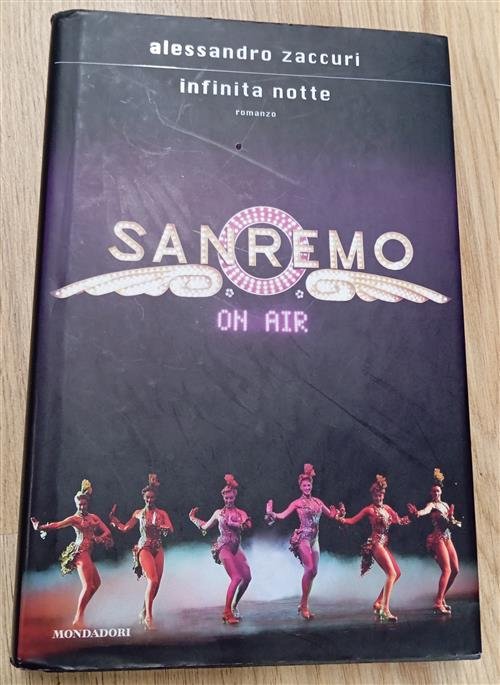 alessandro zaccuri
infinita notte
romanzo
SANREMO
ON AIR
MONDADORI